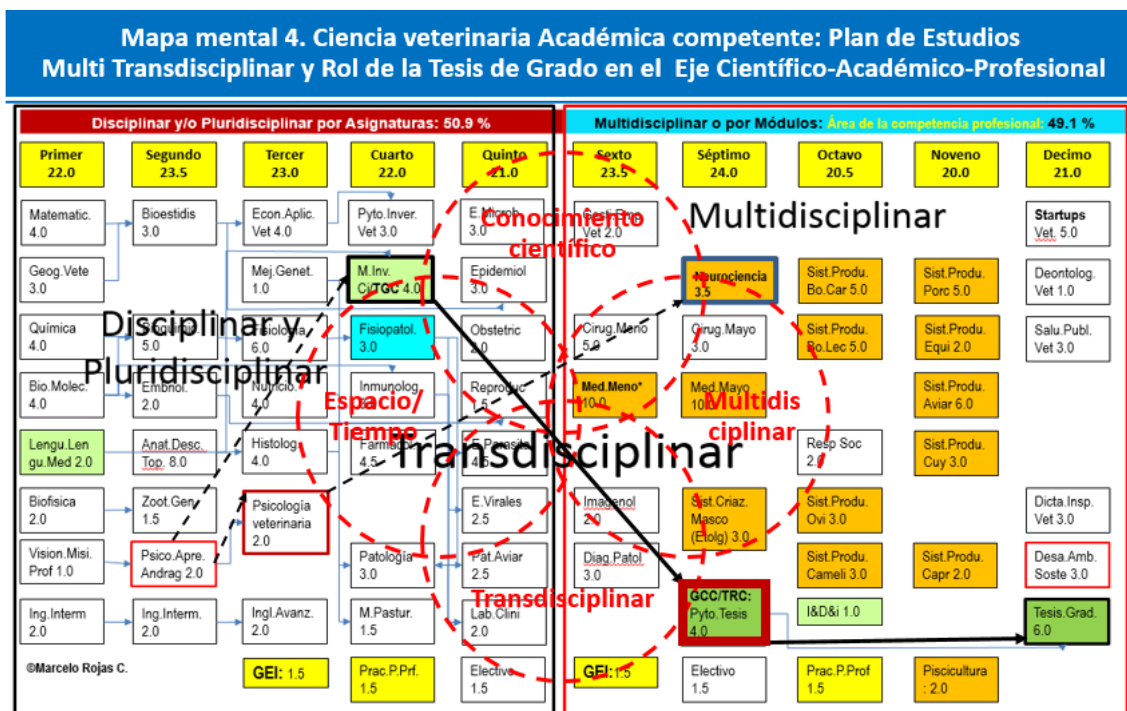 Mapa mental 4. Ciencia veterinaria Académica competente: Plan de Estudios
Multi Transdisciplinar y Rol de la Tesis de Grado en el Eje Científico-Académico-Profesional
Disciplinar y/o Pluridisciplinar por Asignaturas: 50.9 %
Multidisciplinar o por Módulos: Área de la competencia profesional: 49.1 %
Primer
22.0
Segundo
23.5
Tercer
23.0
Cuarto
22.0
Quinto
21.0
Sexto
23.5
Séptimo
24.0
Octavo
20.5
Noveno
20.0
Decimo
21.0
Matematic.
4.0
Bioestidis
3.0
Econ.Aplic.
Vet 4.0
Pyto.Inver.
Vet 3.0
E.Microb.
3.0
Vet 2.0
Startups
Vet. 5.0
Conocimiento
científico
Multidisciplinar
Geog.Vete
3.0
Mej.Genet.
1.0
M.Inv.
Ci/TGC 4.0
Epidemiol
3.0
Neurociencia
3.5
Sist.Produ.
Bo.Car 5.0
Sist.Produ.
Porc 5.0
Deontolog.
Vet 1.0
Química
4.0
Bioquimic.
5.0
Fisiología
6.0
Fisiopatol.
3.0
Obstetric
2.0
Cirug.Meno
5.0
Cirug.Mayo
3.0
Sist.Produ.
Bo.Lec 5.0
Sist.Produ.
Equi 2.0
Salu.Publ.
Vet 3.0
Disciplinar y
Pluridisciplinar
Bio.Molec.
4.0
Embriol.
2.0
Nutricio.
4.0
Inmunolog.
Reproduc
Med.Meno*
10.0
Med.Mayo
10.0
Sist.Produ.
Aviar 6.0
Espacio/
Tiempo
Multidis
ciplinar
Lengu.Len
gu.Med 2.0
Anat.Desc.
Top. 8.0
Histolog.
4.0
Farmacol.
4.5
E.Parasita.
4.5
Resp Soc
2.0
Sist.Produ.
Cuy 3.0
Transdisciplinar
Biofisica
2.0
Zoot.Gen.
1.5
Psicología
veterinaria
2.0
E.Virales
2.5
Imagenol
2.0
Sist.Criaz.
Masco
(Etolg) 3.0
Sist.Produ.
Ovi 3.0
Dicta.Insp.
Vet 3.0
Vision.Misi.
Prof 1.0
Psico.Apre.
Andrag 2.0
Patología
3.0
Pat.Aviar
2.5
Diag.Patol
3.0
Sist.Produ.
Cameli 3.0
Sist.Produ.
Capr 2.0
Desa.Amb.
Soste 3.0
Transdisciplinar
Ing.Interm
2.0
Ing.Interm.
2.0
Ingl.Avanz.
2.0
M.Pastur.
1.5
Lab.Clini
2.0
GCC/TRC:
Pyto.Tesis
4.0
I&D&i 1.0
Tesis.Grad.
6.0
©Marcelo Rojas C.
GEI: 1.5
Prac.P.Prf.
1.5
Electivo
1.5
GEI: 1.5
Electivo
1.5
Prac.P.Prof
1.5
Piscicultura
: 2.0